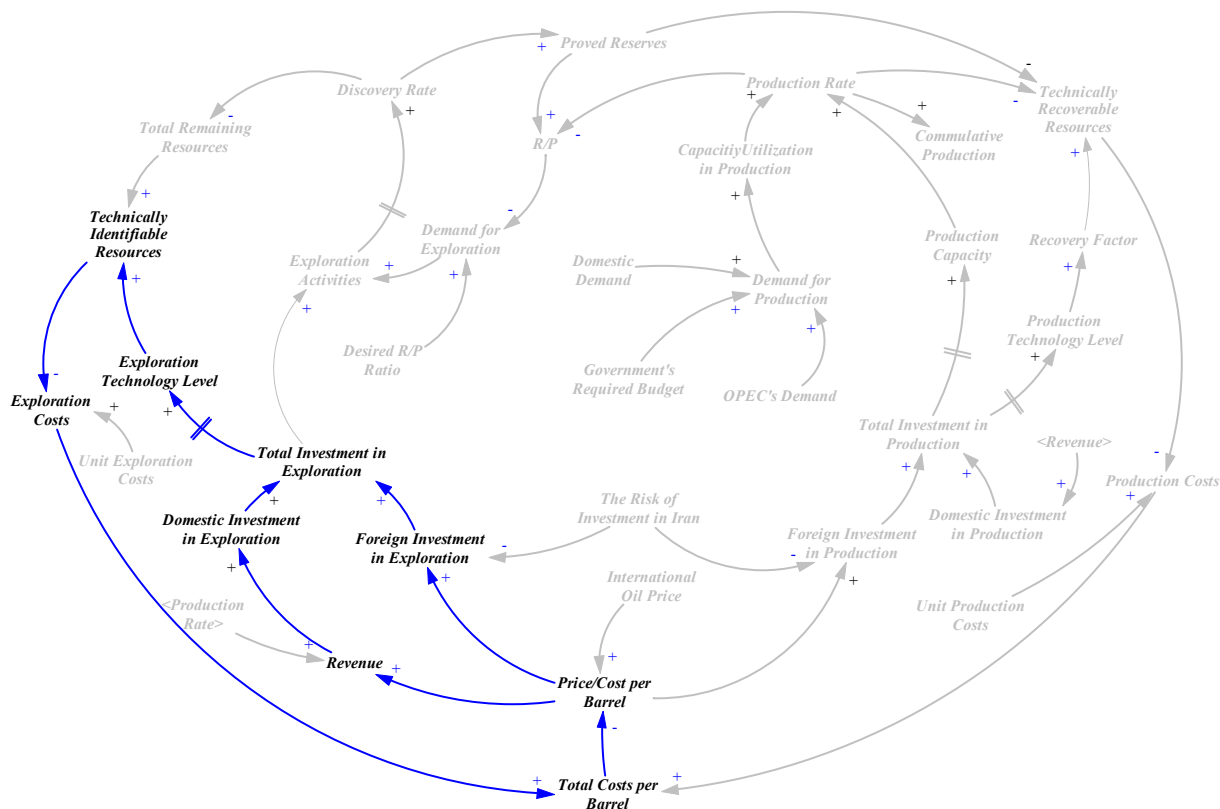 Proved Reserves
Discovery Rate
Production Rate
Technically
Recoverable
Resources
Total Remaining
Resources
R/P
Capacitiy Utilization
in Production
Commulative
Production
Technically
Identifiable
Resources
Demand for
Exploration
Exploration
Activities
Production
Capacity
Recovery Factor
Domestic
Demand
Demand for
Production
Production
Technology Level
Desired R/P
Ratio
Exploration
Technology Level
Government's
Required Budget
OPEC's Demand
Exploration
Costs
Unit Exploration
Costs
Total Investment in
Exploration
Total Investment in
Production
<Revenue>
Production Costs
Domestic Investment
in Exploration
Foreign Investment
in Exploration
The Risk of
Investment in Iran
Foreign Investment
in Production
Domestic Investment
in Production
International
Oil Price
<Production
Rate>
Unit Production
Costs
Revenue
Price/Cost per
Barrel
Total Costs per
Barrel